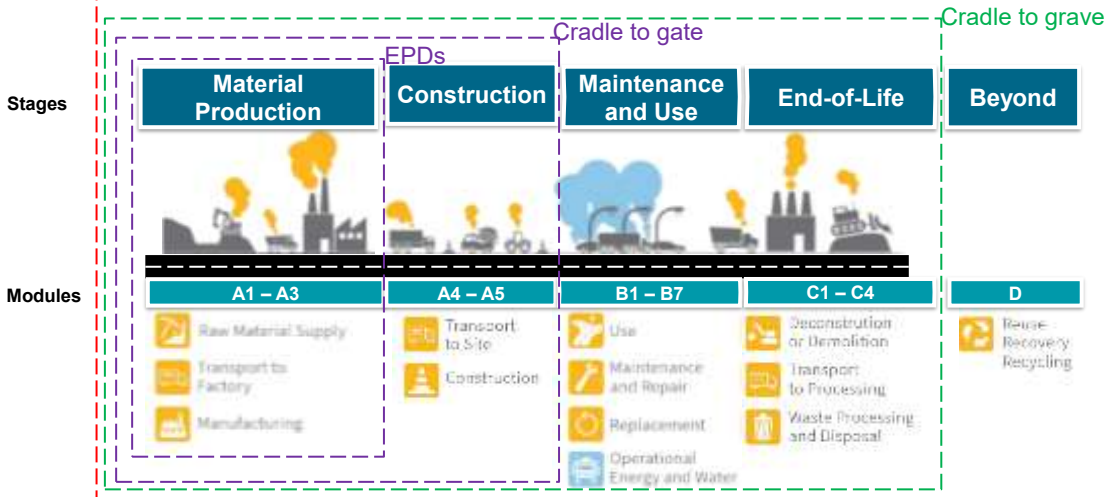 Cradle to grave
Cradle to gate
EPDs
Stages
Material
Production
Construction
Maintenance
and Use
End-of-Life
Beyond
Modules
A1 – A3
A4 – A5
B1 – B7
C1 – C4
D
Raw Material Supply
Transport to
Factory
Manufacturing
Transport
to Site
Construction
Use
Maintenance
and Repair
Replacement
Operational
Energy and Water
Deconstrution
or Demolition
Transport
to Processing
Waste Processing
and Disposal
Reuse
Recovery
Recycling